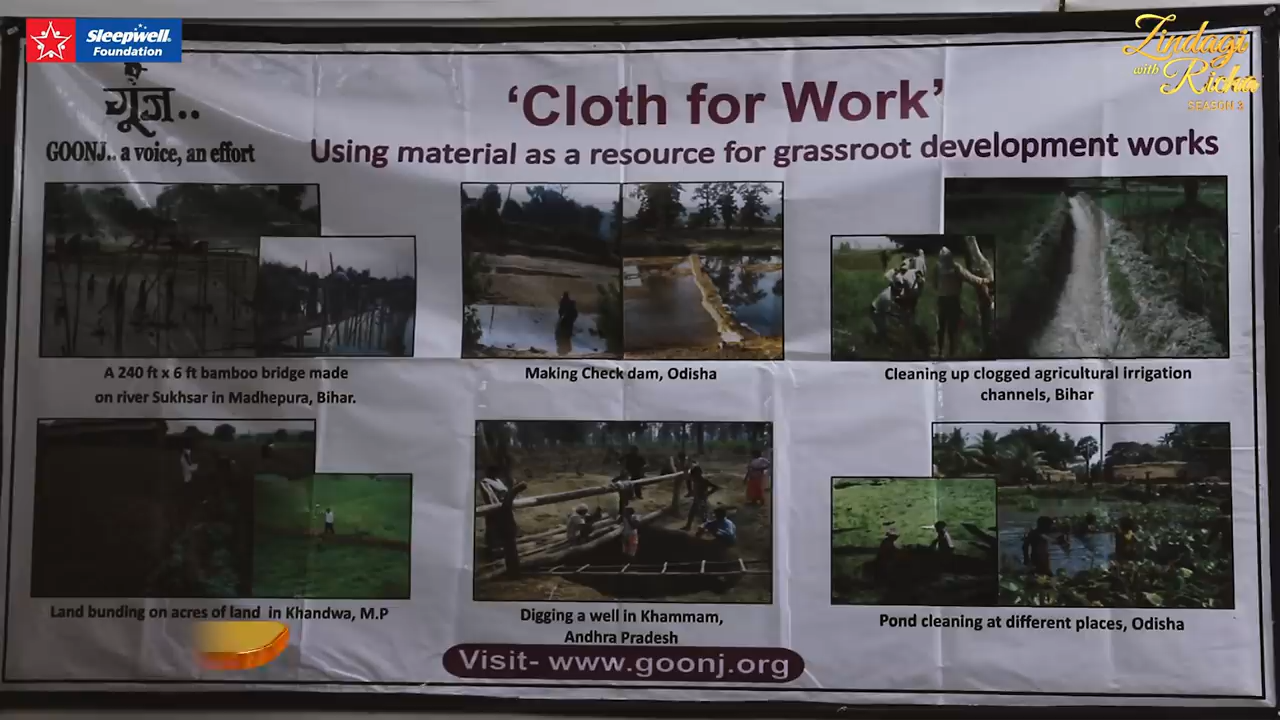 Sleepwell
Foundation
Zindagi
with Richa
SEASON 3
गूंज..
GOONJ.. a voice, an effort
‘Cloth for Work’
Using material as a resource for grassroot development works
A 240 ft x 6 ft bamboo bridge made
on river Sukhsar in Madhepura, Bihar.
Making Check dam, Odisha
Cleaning up clogged agricultural irrigation
channels, Bihar
Land bunding on acres of land in Khandwa, M.P
Digging a well in Khammam,
Andhra Pradesh
Pond cleaning at different places, Odisha
Visit- www.goonj.org